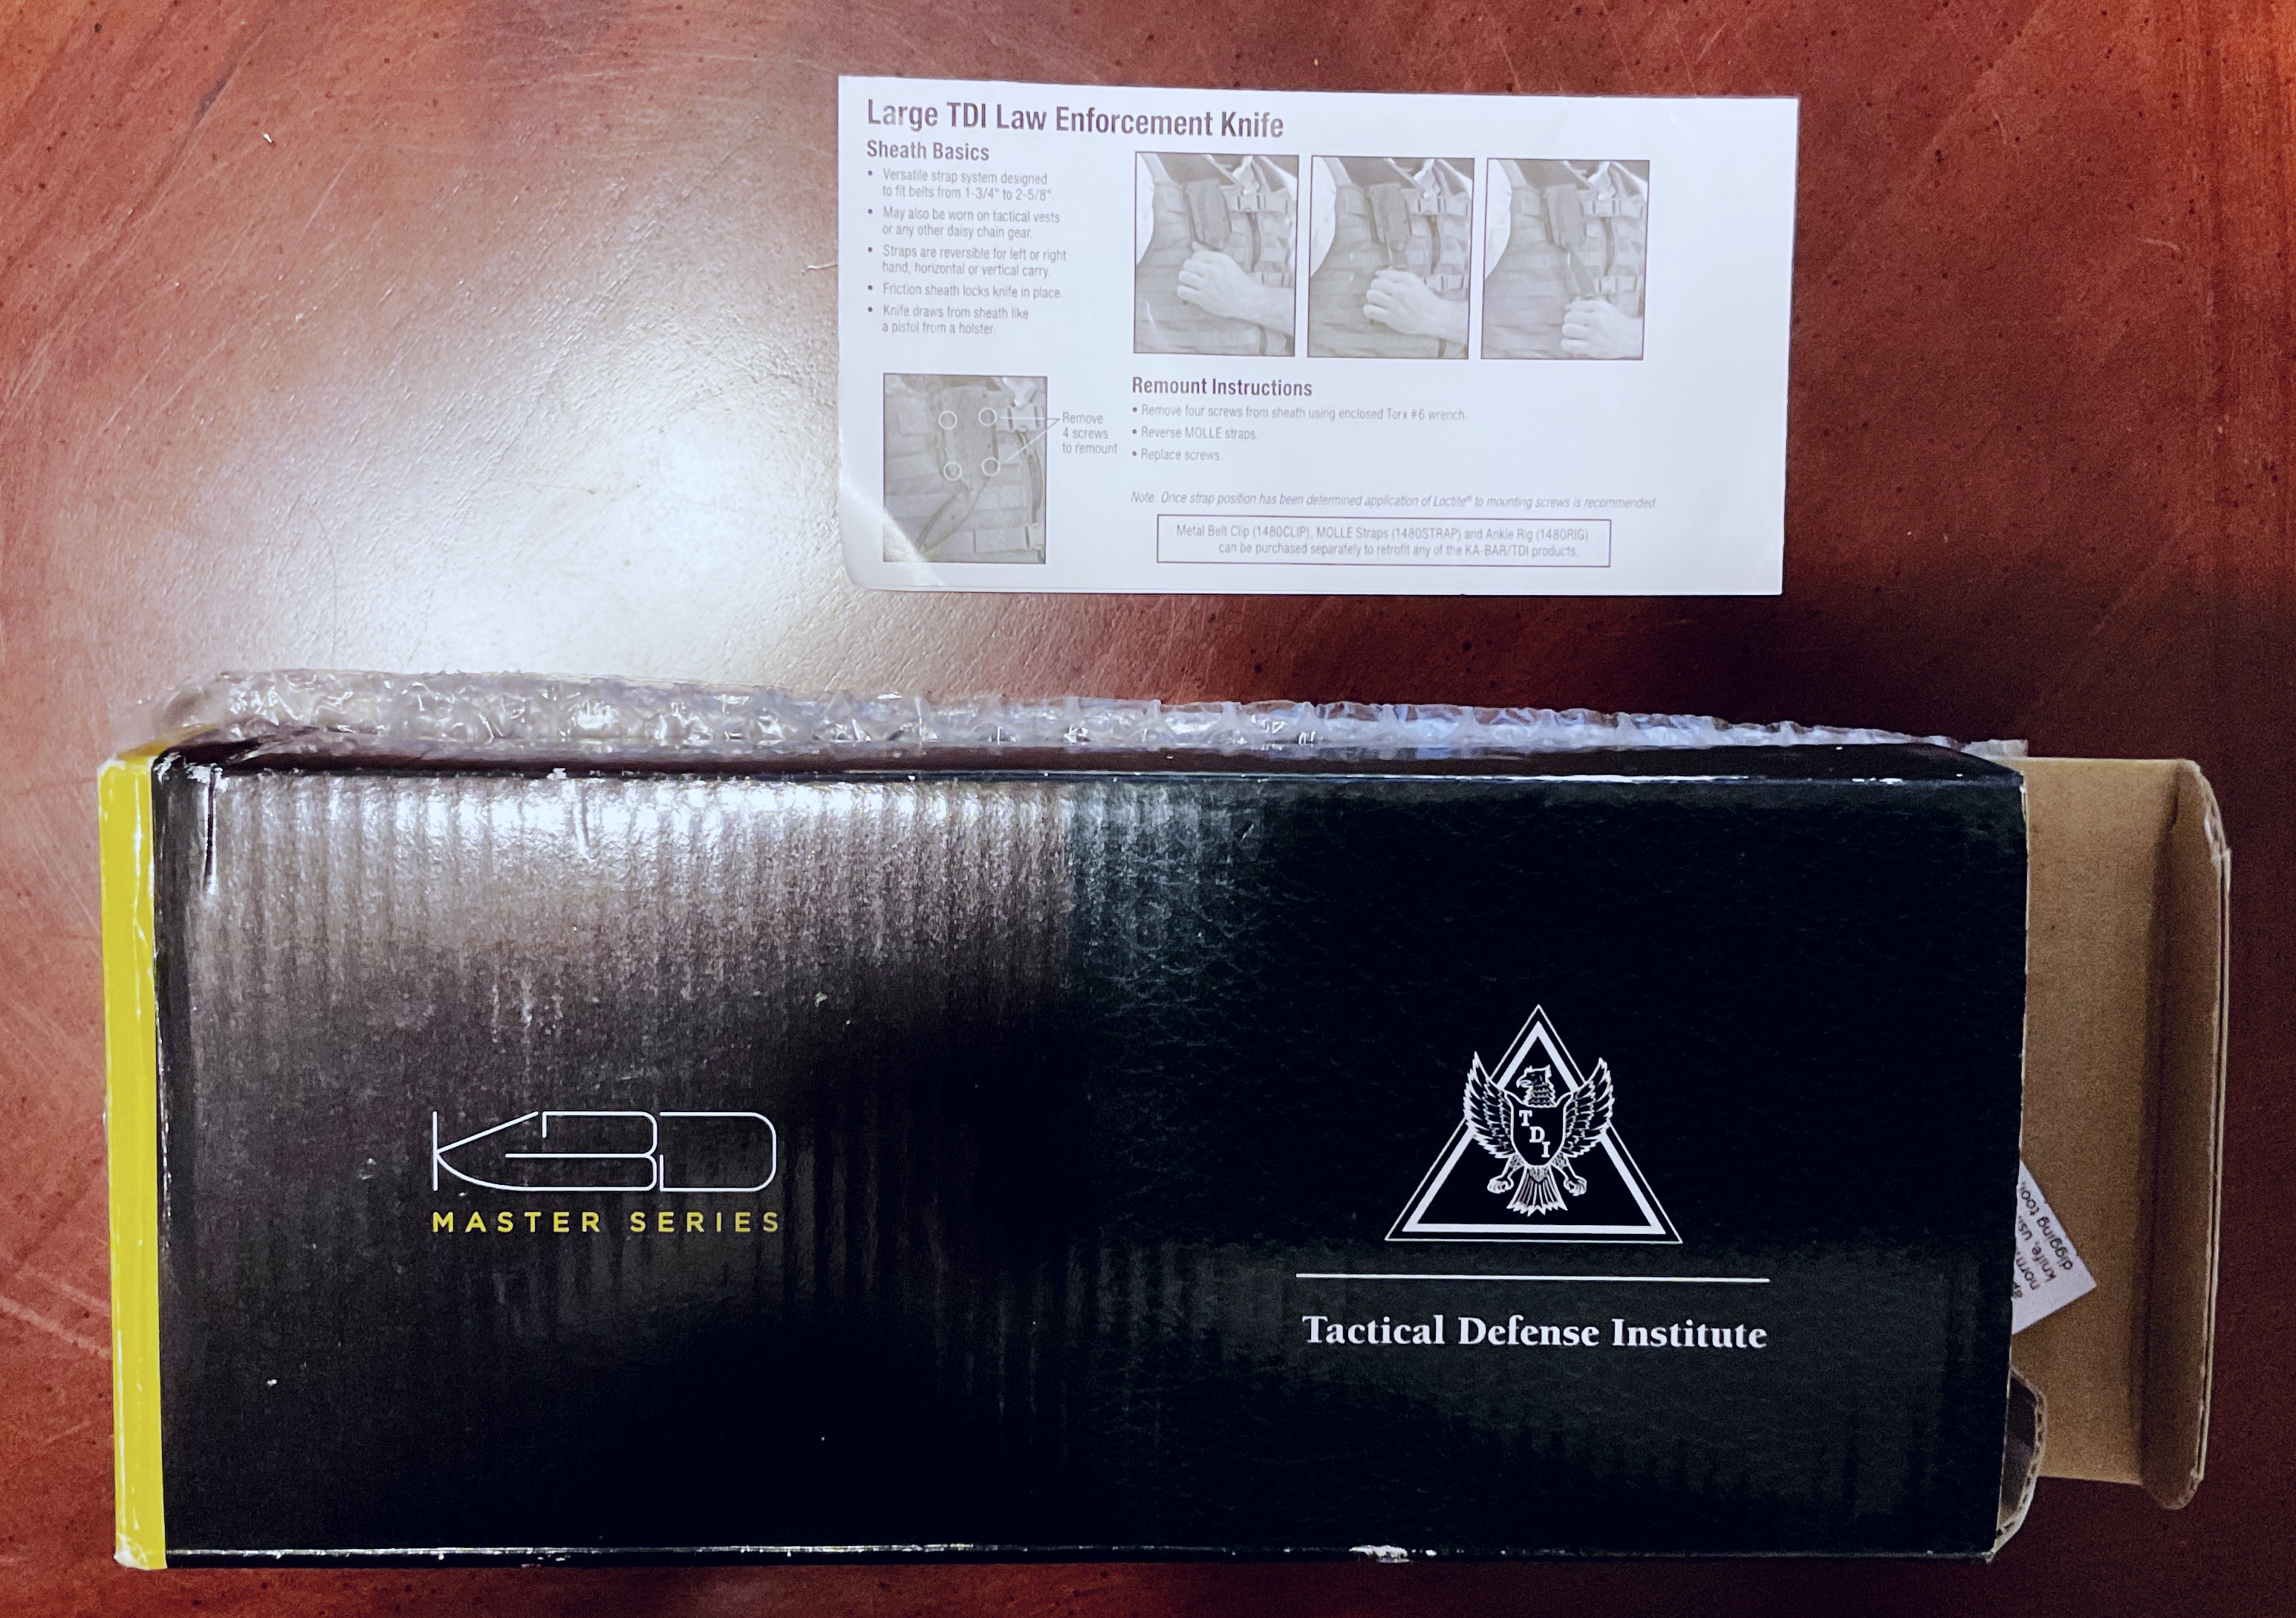 Large TDI Law Enforcement Knife
Sheath Basics
• Versatile strap system designed
to fit belts from 1-3/4" to 2-5/8".
• May also be worn on tactical vests
or any other daisy chain gear.
• Straps are reversible for left or right
hand, horizontal or vertical carry.
• Friction sheath locks knife in place.
• Knife draws from sheath like
a pistol from a holster.
Remove
4 screws
to remount
Remount Instructions
• Remove four screws from sheath using enclosed Torx #6 wrench.
• Reverse MOLLE straps.
• Replace screws.
Note: Once strap position has been determined application of Loctite® to mounting screws is recommended.
Metal Belt Clip (1480CLIP), MOLLE Straps (1480STRAP) and Ankle Rig (1480RIG)
can be purchased separately to retrofit any of the KA-BAR/TDI products.
KBD
MASTER SERIES
TDI
Tactical Defense Institute
knife,
digging